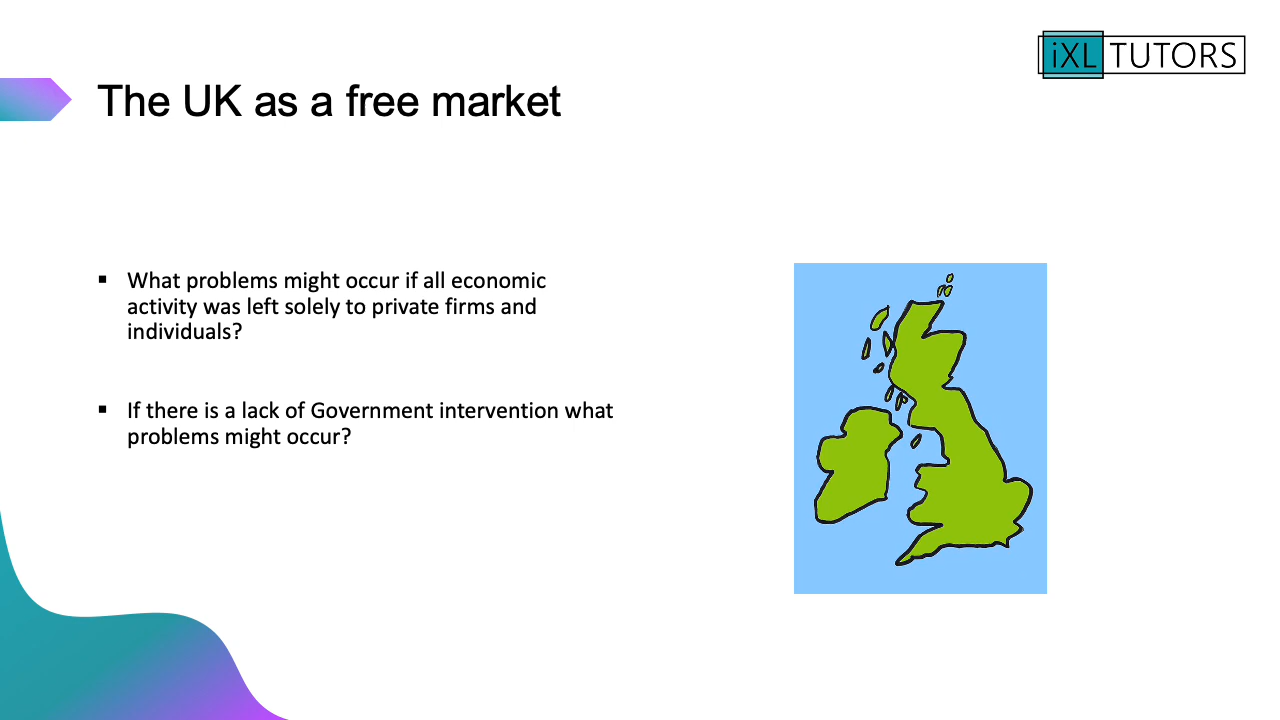 iXL TUTORS
The UK as a free market
▪ What problems might occur if all economic
activity was left solely to private firms and
individuals?
▪ If there is a lack of Government intervention what
problems might occur?